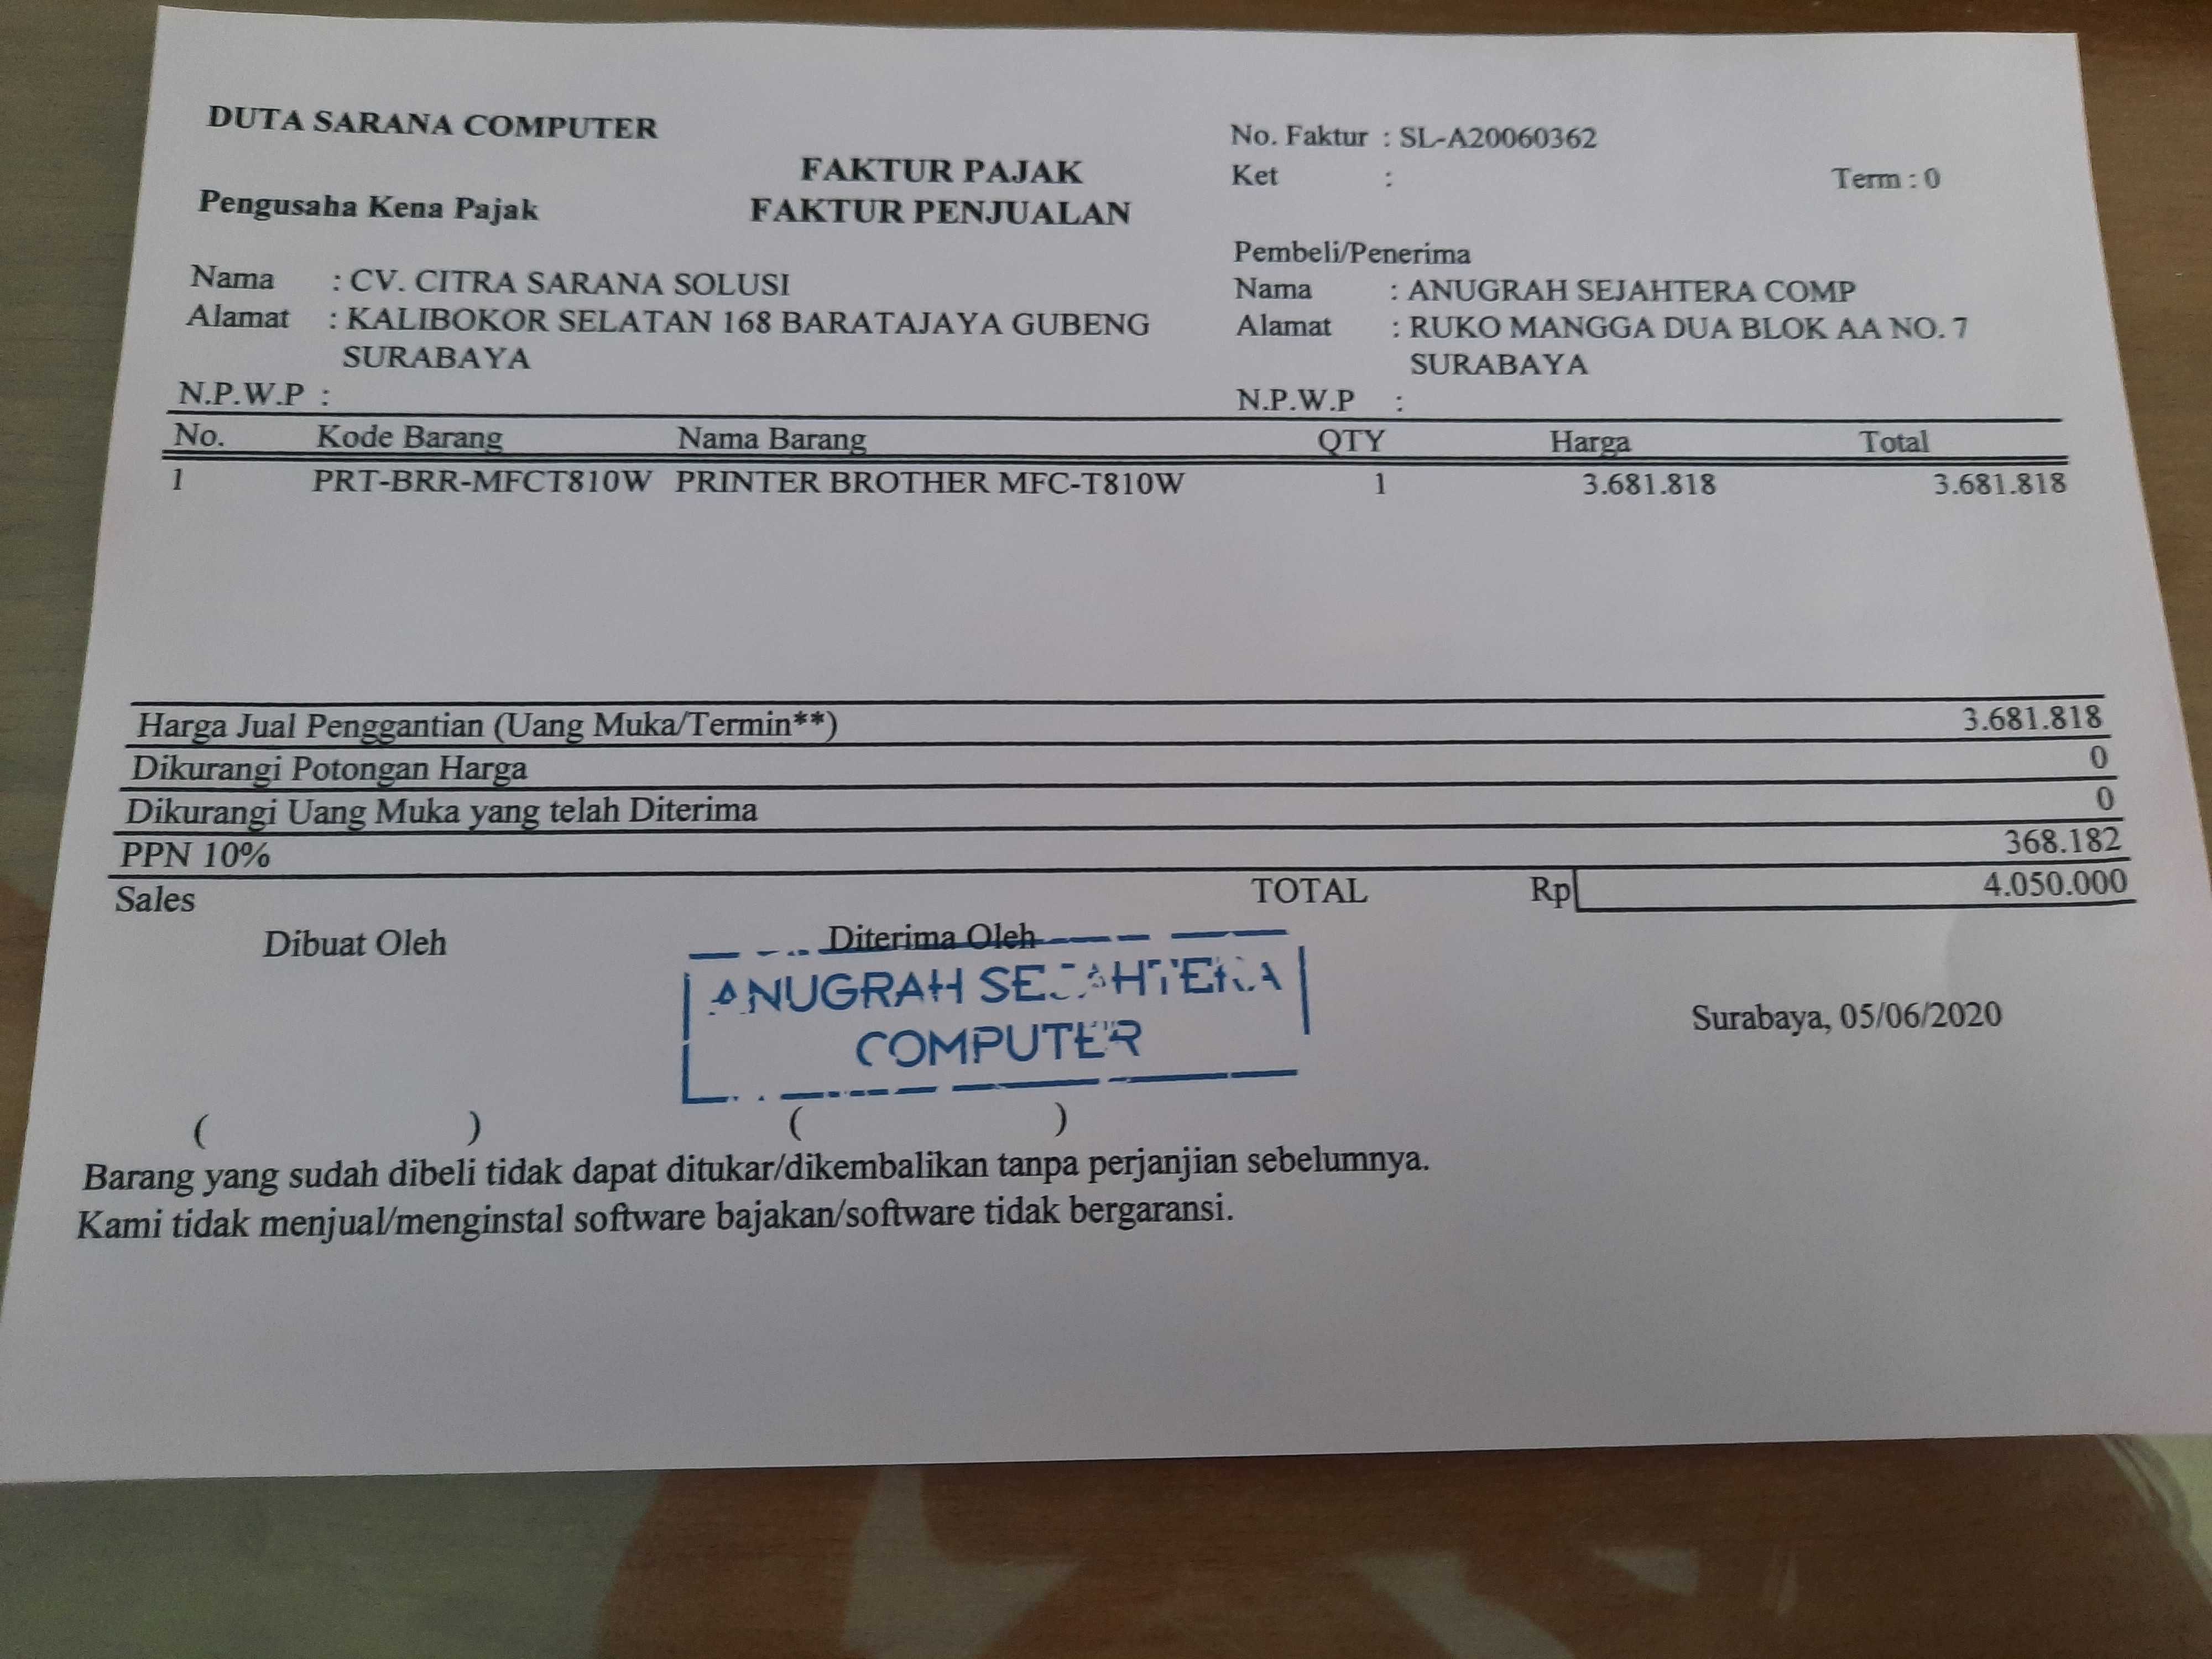 DUTA SARANA COMPUTER
FAKTUR PAJAK
FAKTUR PENJUALAN
No. Faktur : SL-A20060362
Ket : Term : 0
Pengusaha Kena Pajak
Nama : CV. CITRA SARANA SOLUSI
Alamat : KALIBOKOR SELATAN 168 BARATAJAYA GUBENG
SURABAYA
N.P.W.P :
Pembeli/Penerima
Nama : ANUGRAH SEJAHTERA COMP
Alamat : RUKO MANGGA DUA BLOK AA NO. 7
SURABAYA
N.P.W.P :
No. Kode Barang Nama Barang QTY Harga Total
1 PRT-BRR-MFCT810W PRINTER BROTHER MFC-T810W 1 3.681.818 3.681.818
Harga Jual Penggantian (Uang Muka/Termin**) 3.681.818
Dikurangi Potongan Harga 0
Dikurangi Uang Muka yang telah Diterima 0
PPN 10% 368.182
Sales TOTAL Rp 4.050.000
Dibuat Oleh Diterima Oleh
ANUGRAH SEJAHTERA
COMPUTER
Surabaya, 05/06/2020
( ) ( )
Barang yang sudah dibeli tidak dapat ditukar/dikembalikan tanpa perjanjian sebelumnya.
Kami tidak menjual/menginstal software bajakan/software tidak bergaransi.